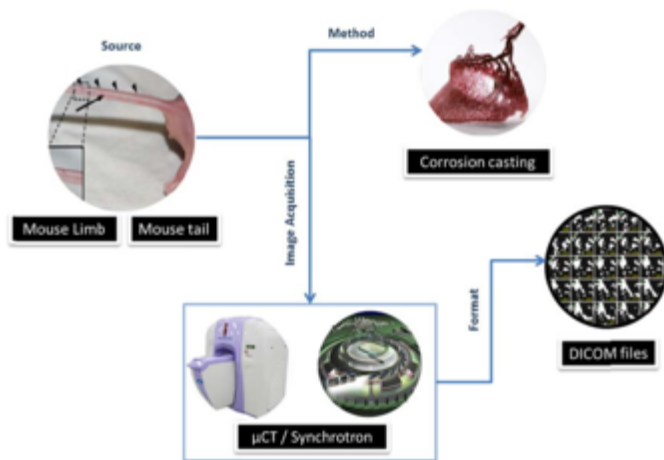 Source
Method
Corrosion casting
Mouse Limb
Mouse tail
Image Acquisition
Format
DICOM files
µCT / Synchrotron